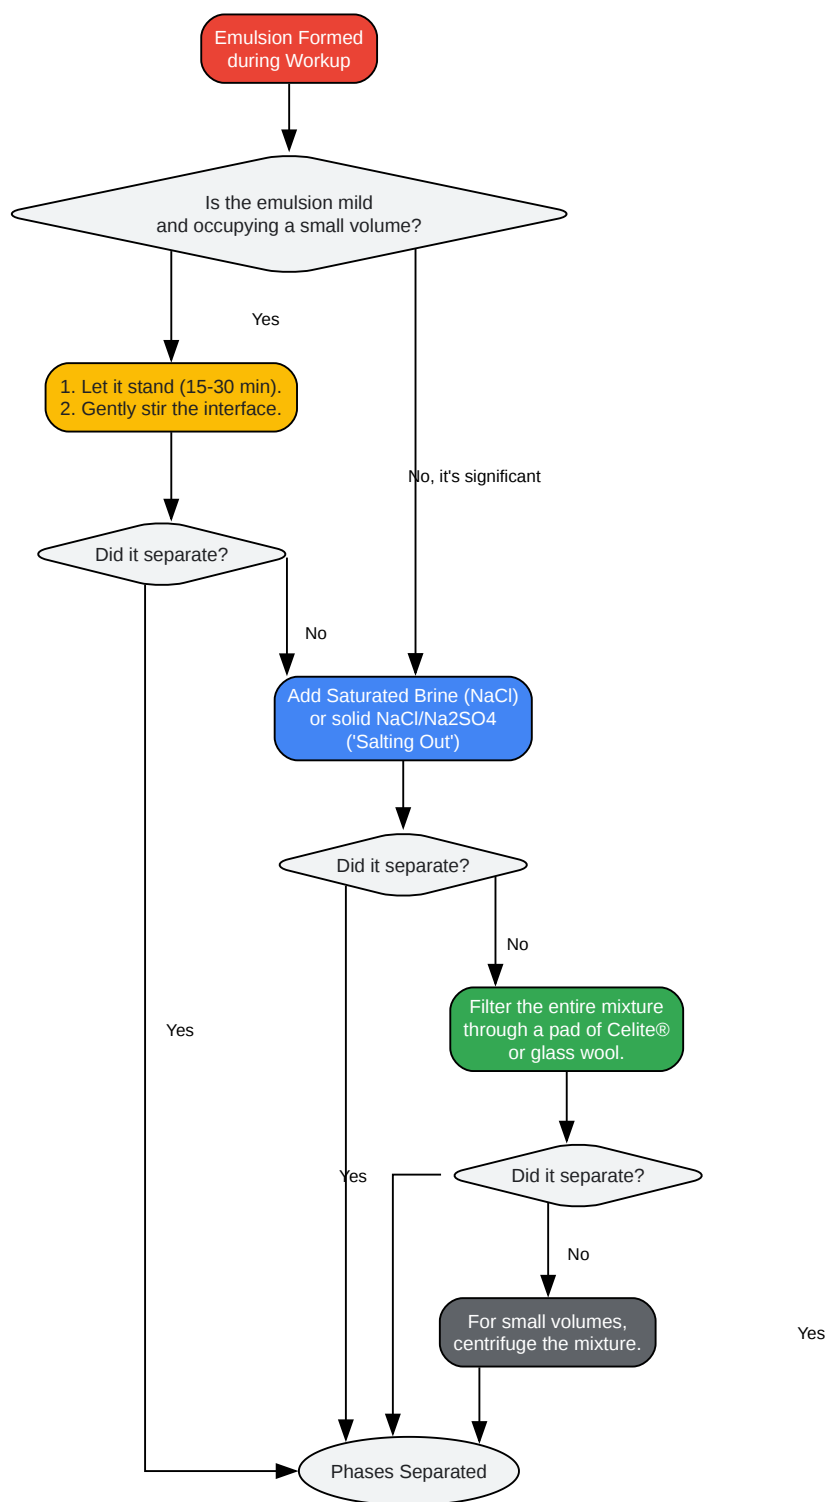 Emulsion Formed
during Workup
Is the emulsion mild
and occupying a small volume?
Yes
1. Let it stand (15-30 min).
2. Gently stir the interface.
No, it's significant
Did it separate?
No
Add Saturated Brine (NaCl)
or solid NaCl/Na2SO4
('Salting Out')
Did it separate?
No
Filter the entire mixture
through a pad of Celite®
or glass wool.
Yes
Yes
Did it separate?
No
For small volumes,
centrifuge the mixture.
Yes
Phases Separated